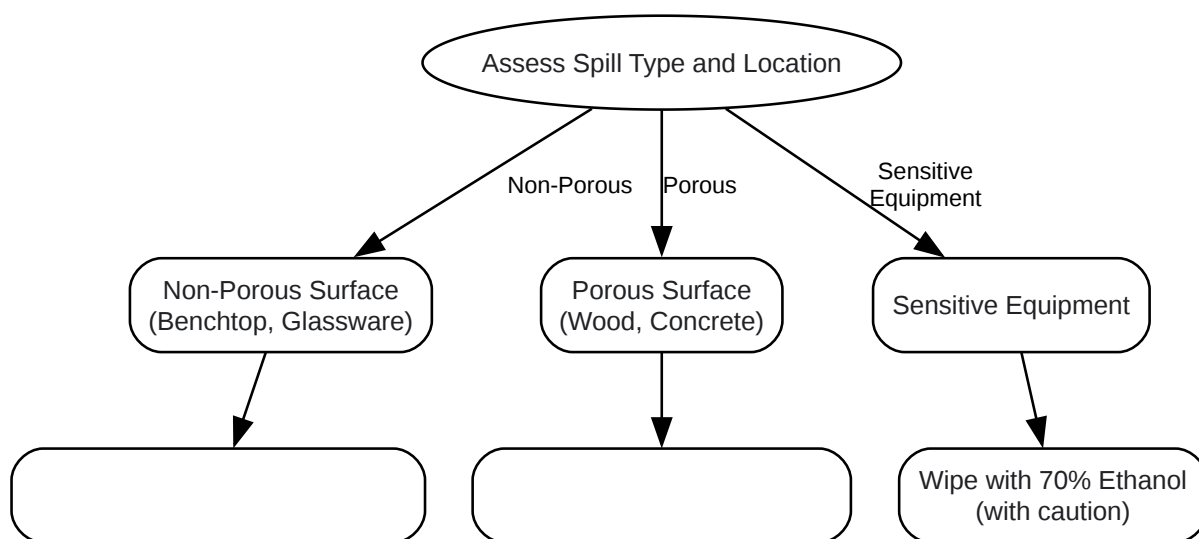 Assess Spill Type and Location
Non-Porous
Porous
Sensitive
Equipment
Non-Porous Surface
(Benchtop, Glassware)
Porous Surface
(Wood, Concrete)
Sensitive Equipment
Wipe with 70% Ethanol
(with caution)